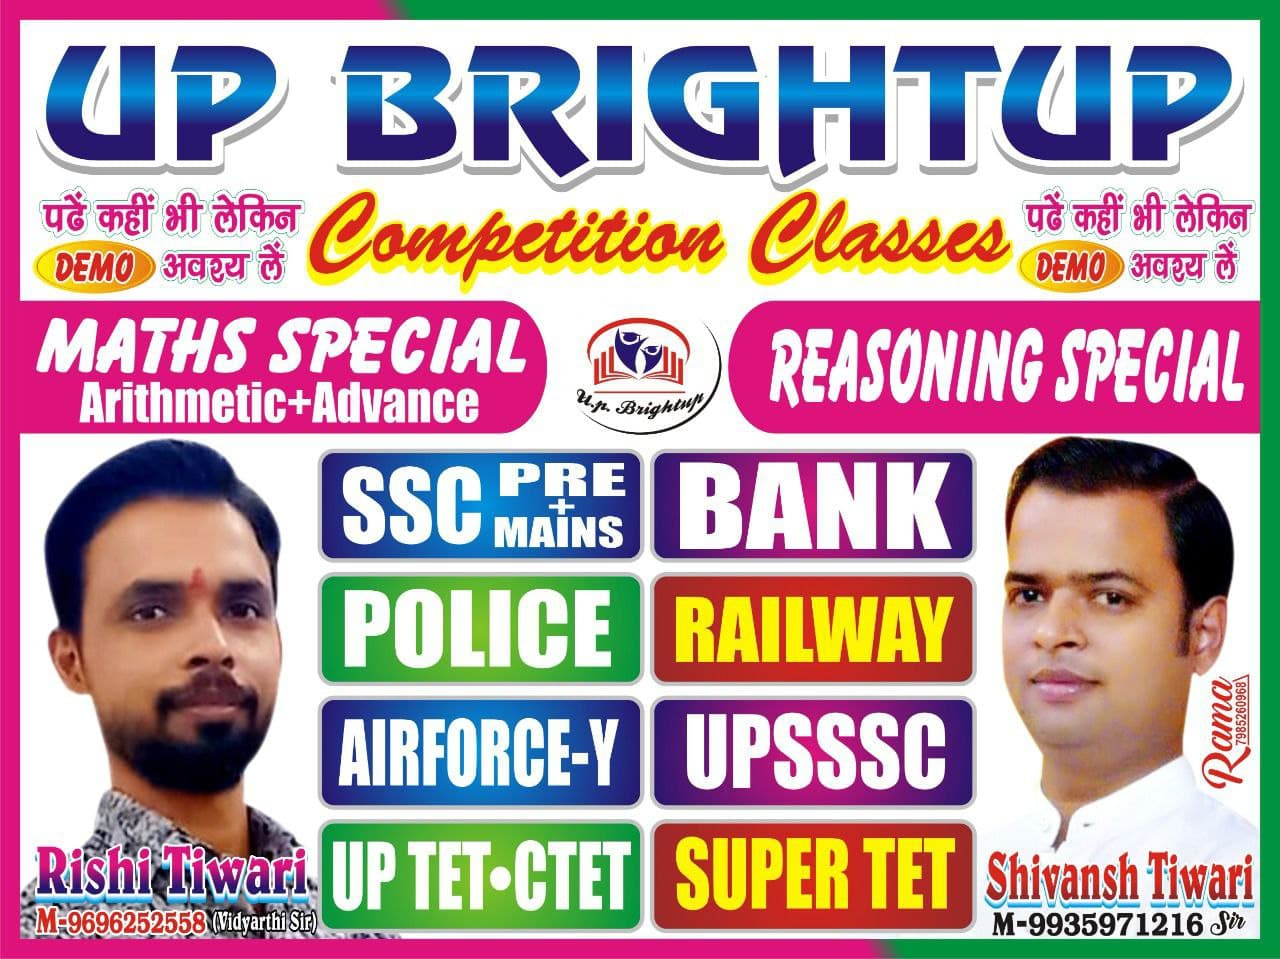 UP BRIGHTUP
पढें कहीं भी लेकिन
DEMO अवश्य लें
Competition Classes
पढें कहीं भी लेकिन
DEMO अवश्य लें
MATHS SPECIAL
Arithmetic+Advance
U.p. Brightup
REASONING SPECIAL
SSC PRE + MAINS
BANK
POLICE
RAILWAY
AIRFORCE-Y
UPSSSC
UP TET•CTET
SUPER TET
Rishi Tiwari
M-9696252558 (Vidyarthi Sir)
Shivansh Tiwari
M-9935971216 Sir
Rama
7985260968